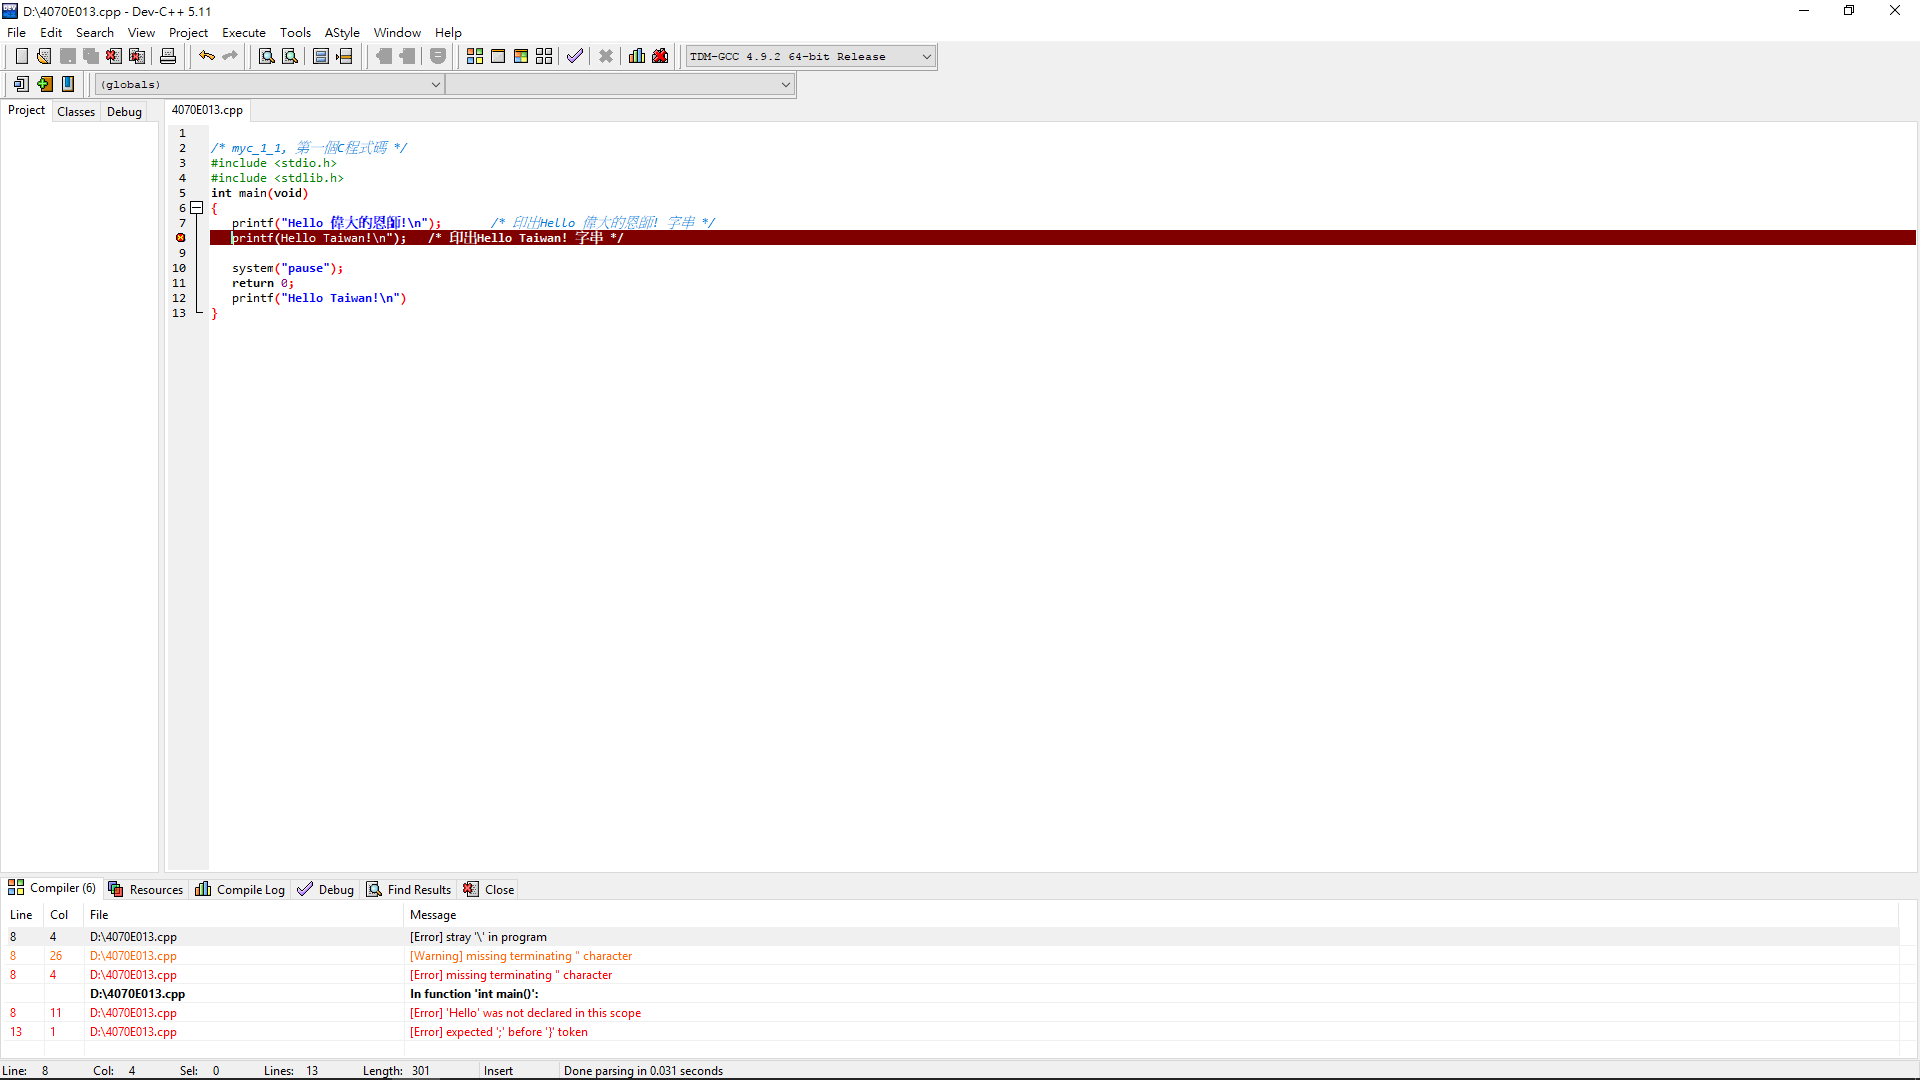 D:\4070E013.cpp - Dev-C++ 5.11
File Edit Search View Project Execute Tools AStyle Window Help
TDM-GCC 4.9.2 64-bit Release
(globals)
Project Classes Debug 4070E013.cpp
1
2 /* myc_1_1, 第一個C程式碼 */
3 #include <stdio.h>
4 #include <stdlib.h>
5 int main(void)
6 {
7 printf("Hello 偉大的恩師!\n"); /* 印出Hello 偉大的恩師! 字串 */
printf(Hello Taiwan!\n"); /* 印出Hello Taiwan! 字串 */
9
10 system("pause");
11 return 0;
12 printf("Hello Taiwan!\n")
13 }
Compiler (6) Resources Compile Log Debug Find Results Close
Line Col File Message
8 4 D:\4070E013.cpp [Error] stray '\' in program
8 26 D:\4070E013.cpp [Warning] missing terminating " character
8 4 D:\4070E013.cpp [Error] missing terminating " character
D:\4070E013.cpp In function 'int main()':
8 11 D:\4070E013.cpp [Error] 'Hello' was not declared in this scope
13 1 D:\4070E013.cpp [Error] expected ';' before '}' token
Line: 8 Col: 4 Sel: 0 Lines: 13 Length: 301 Insert Done parsing in 0.031 seconds